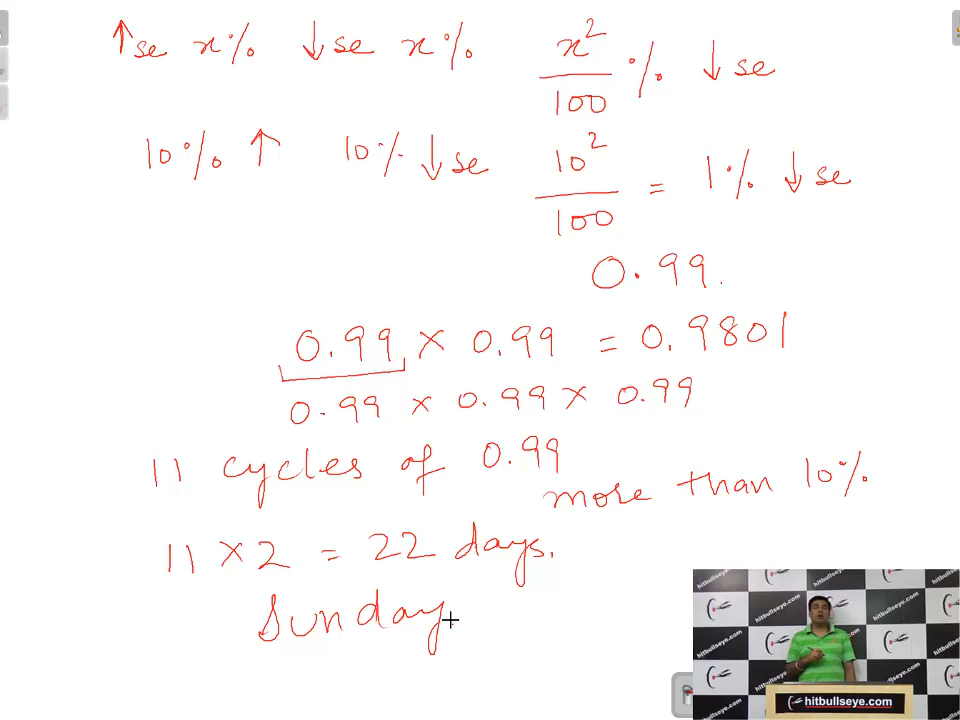 ↑se x% ↓se x% x²/100 % ↓se
10% ↑ 10% ↓se 10²/100 = 1% ↓se
0.99.
0.99 × 0.99 = 0.9801
0.99 × 0.99 × 0.99
11 cycles of 0.99
more than 10%
11 × 2 = 22 days.
Sunday
hitbullseye.com